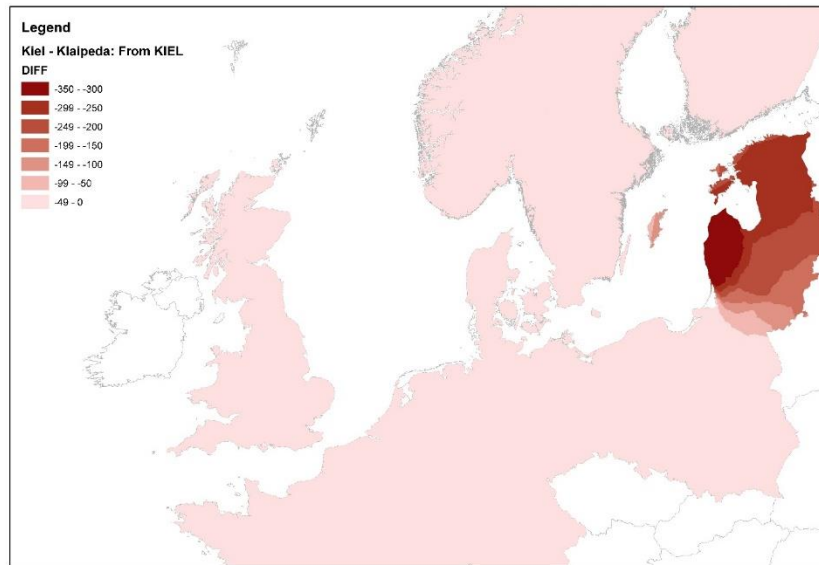 Legend
Kiel - Klaipeda: From KIEL
DIFF
-350 - -300
-299 - -250
-249 - -200
-199 - -150
-149 - -100
-99 - -50
-49 - 0